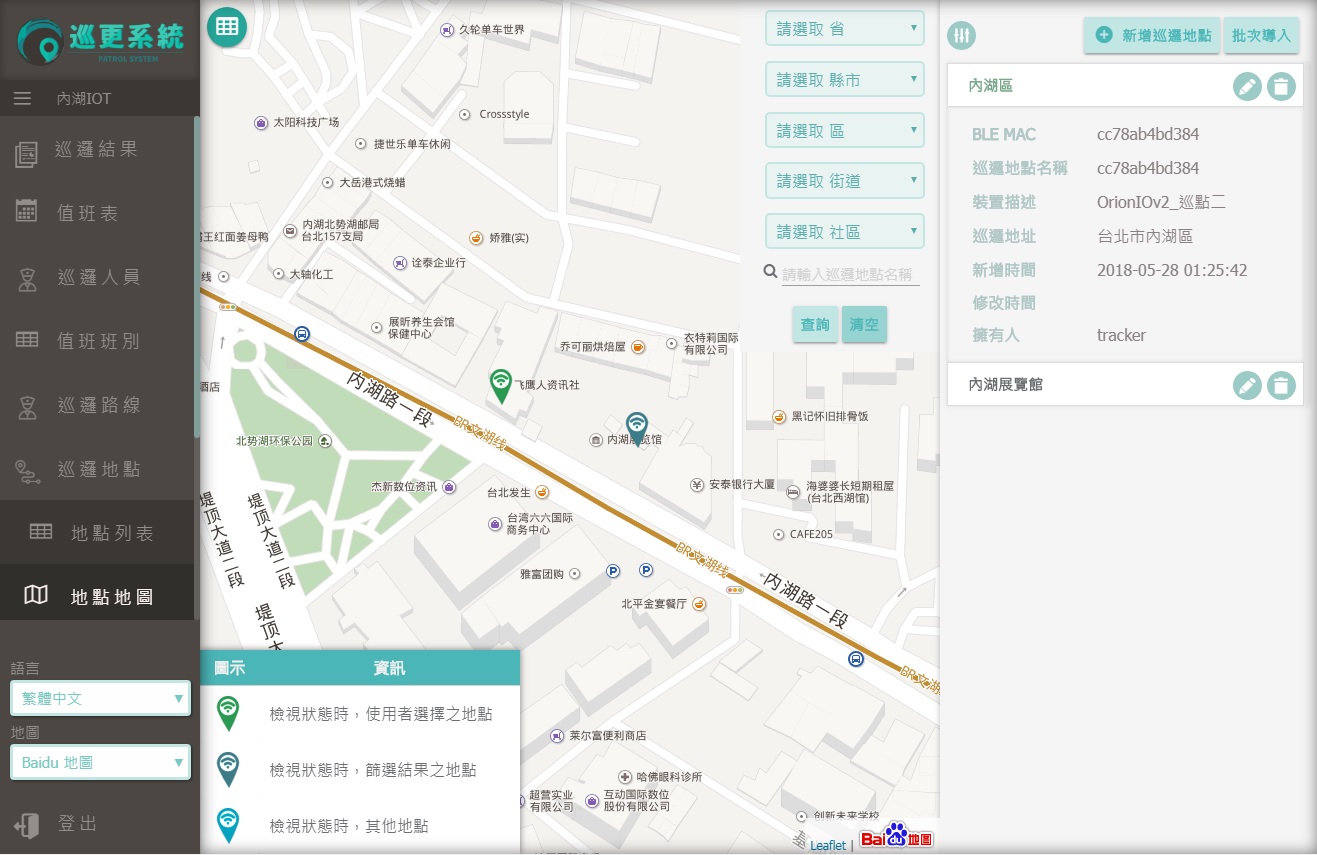 巡更系統
PATROL SYSTEM
內湖IOT
巡邏結果
值班表
巡邏人員
值班班別
巡邏路線
巡邏地點
地點列表
地點地圖
語言
繁體中文
地圖
Baidu 地圖
登出
久轮单车世界
太阳科技广场
Crossstyle
捷世乐单车休闲
大岳港式烧蜡
内湖北势湖邮局
台北157支局
霸王红面姜母鸭
娇雅(实)
诠泰企业行
线
大轴化工
展昕养生会馆
保健中心
乔可丽烘焙屋
衣特莉国际
有限公司
酒店
飞鹰人资讯社
内湖路一段
BR文湖线
黑记怀旧排骨饭
北势湖环保公园
内湖展览馆
杰新数位资讯
台北发生
安泰银行大厦
海婆婆长短期租屋
(台北西湖馆)
堤顶大道二段
堤顶大道二段
台湾六六国际
商务中心
CAFE205
BR文湖线
雅富团购
P
P
内湖路一段
北平金宴餐厅
堤顶大
BR文湖
莱尔富便利商店
哈佛眼科诊所
超营实业
有限公司
互动国际数位
股份有限公司
创新未来学校
Leaflet |
Bai du 地圖
圖示
資訊
檢視狀態時，使用者選擇之地點
檢視狀態時，篩選結果之地點
檢視狀態時，其他地點
請選取 省
請選取 縣市
請選取 區
請選取 街道
請選取 社區
請輸入巡邏地點名稱
查詢
清空
新增巡邏地點
批次導入
內湖區
BLE MAC cc78ab4bd384
巡邏地點名稱 cc78ab4bd384
裝置描述 OrionIOv2_巡點二
巡邏地址 台北市內湖區
新增時間 2018-05-28 01:25:42
修改時間
擁有人 tracker
內湖展覽館